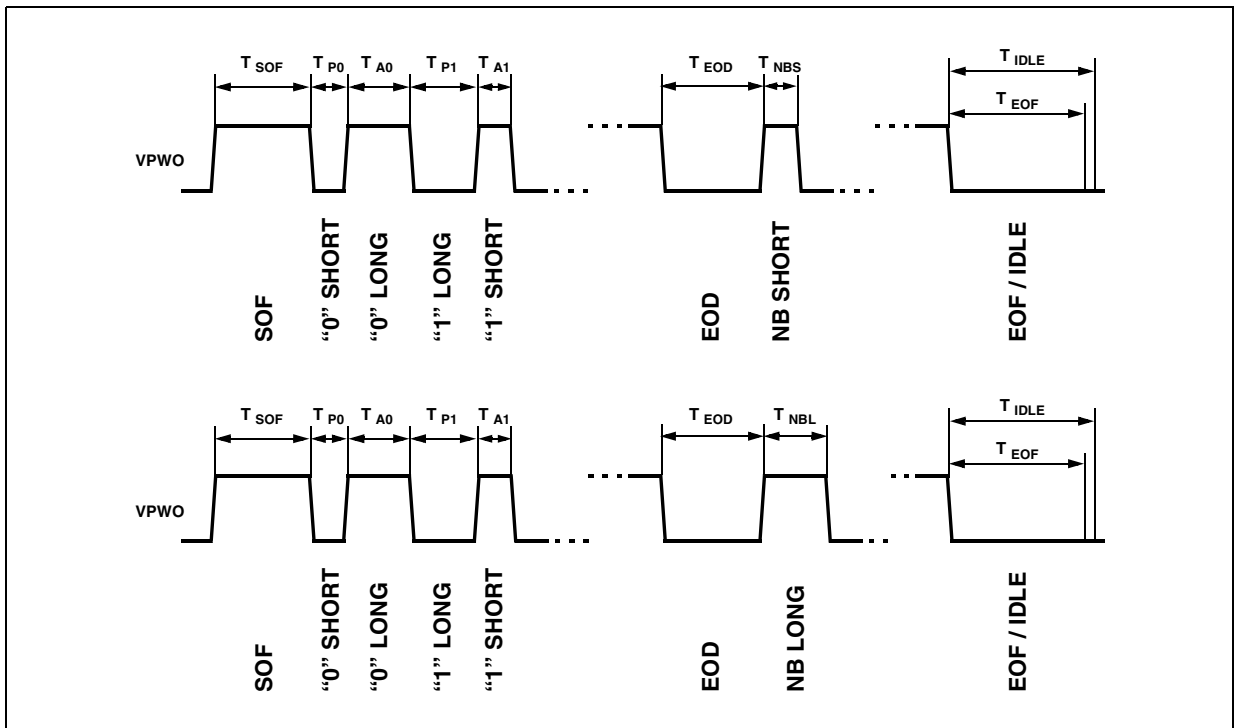 T SOF T P0 T A0 T P1 T A1 T EOD T NBS T IDLE
T EOF
VPWO
SOF “0” SHORT “0” LONG “1” LONG “1” SHORT EOD NB SHORT EOF / IDLE
T SOF T P0 T A0 T P1 T A1 T EOD T NBL T IDLE
T EOF
VPWO
SOF “0” SHORT “0” LONG “1” LONG “1” SHORT EOD NB LONG EOF / IDLE